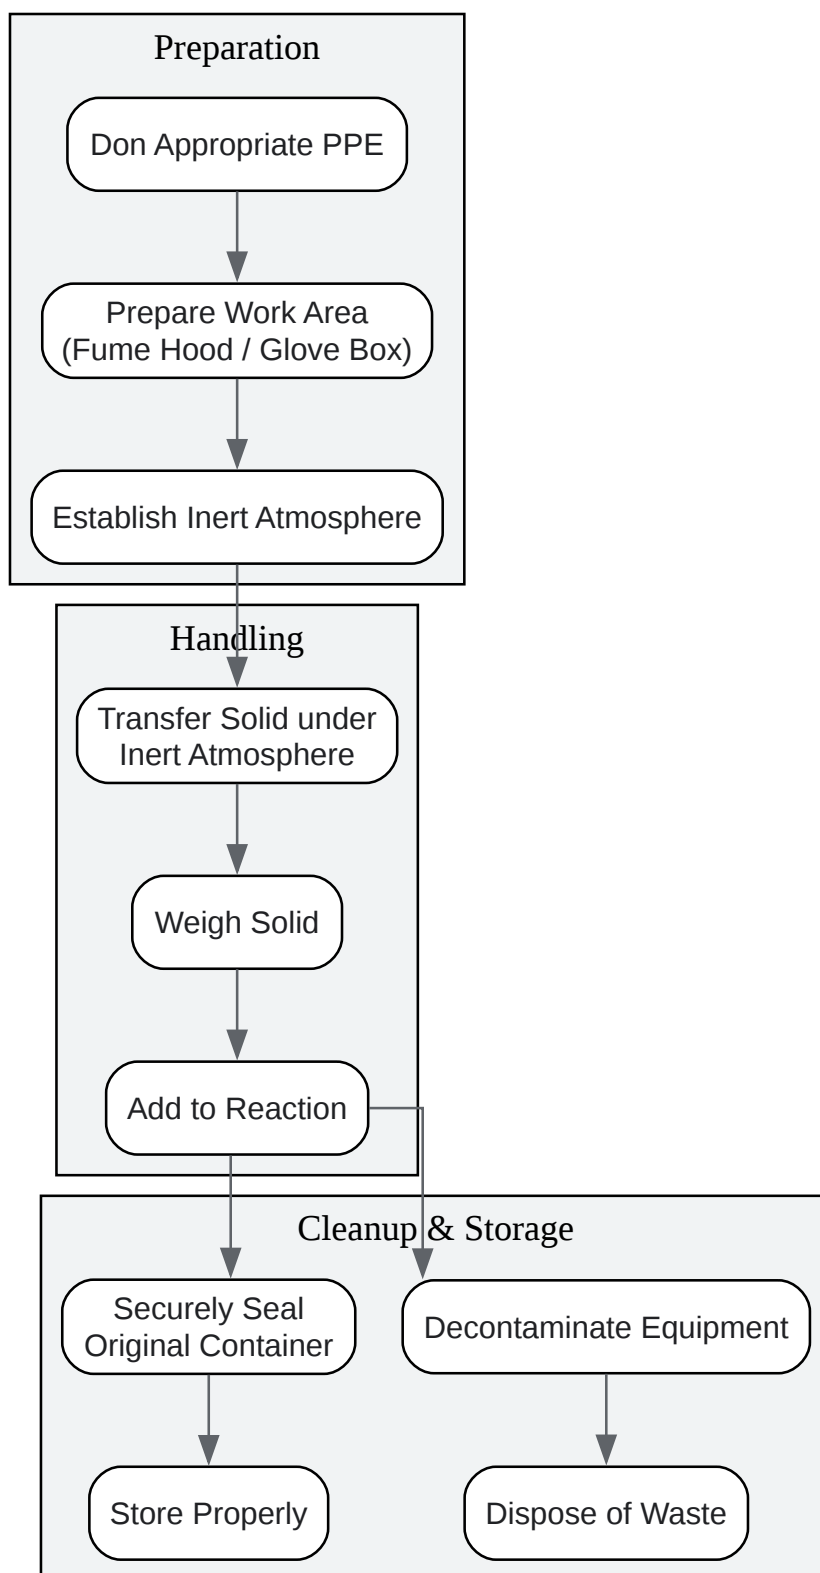 Preparation
Don Appropriate PPE
Prepare Work Area
(Fume Hood / Glove Box)
Establish Inert Atmosphere
Handling
Transfer Solid under
Inert Atmosphere
Weigh Solid
Add to Reaction
Cleanup & Storage
Securely Seal
Original Container
Decontaminate Equipment
Store Properly
Dispose of Waste